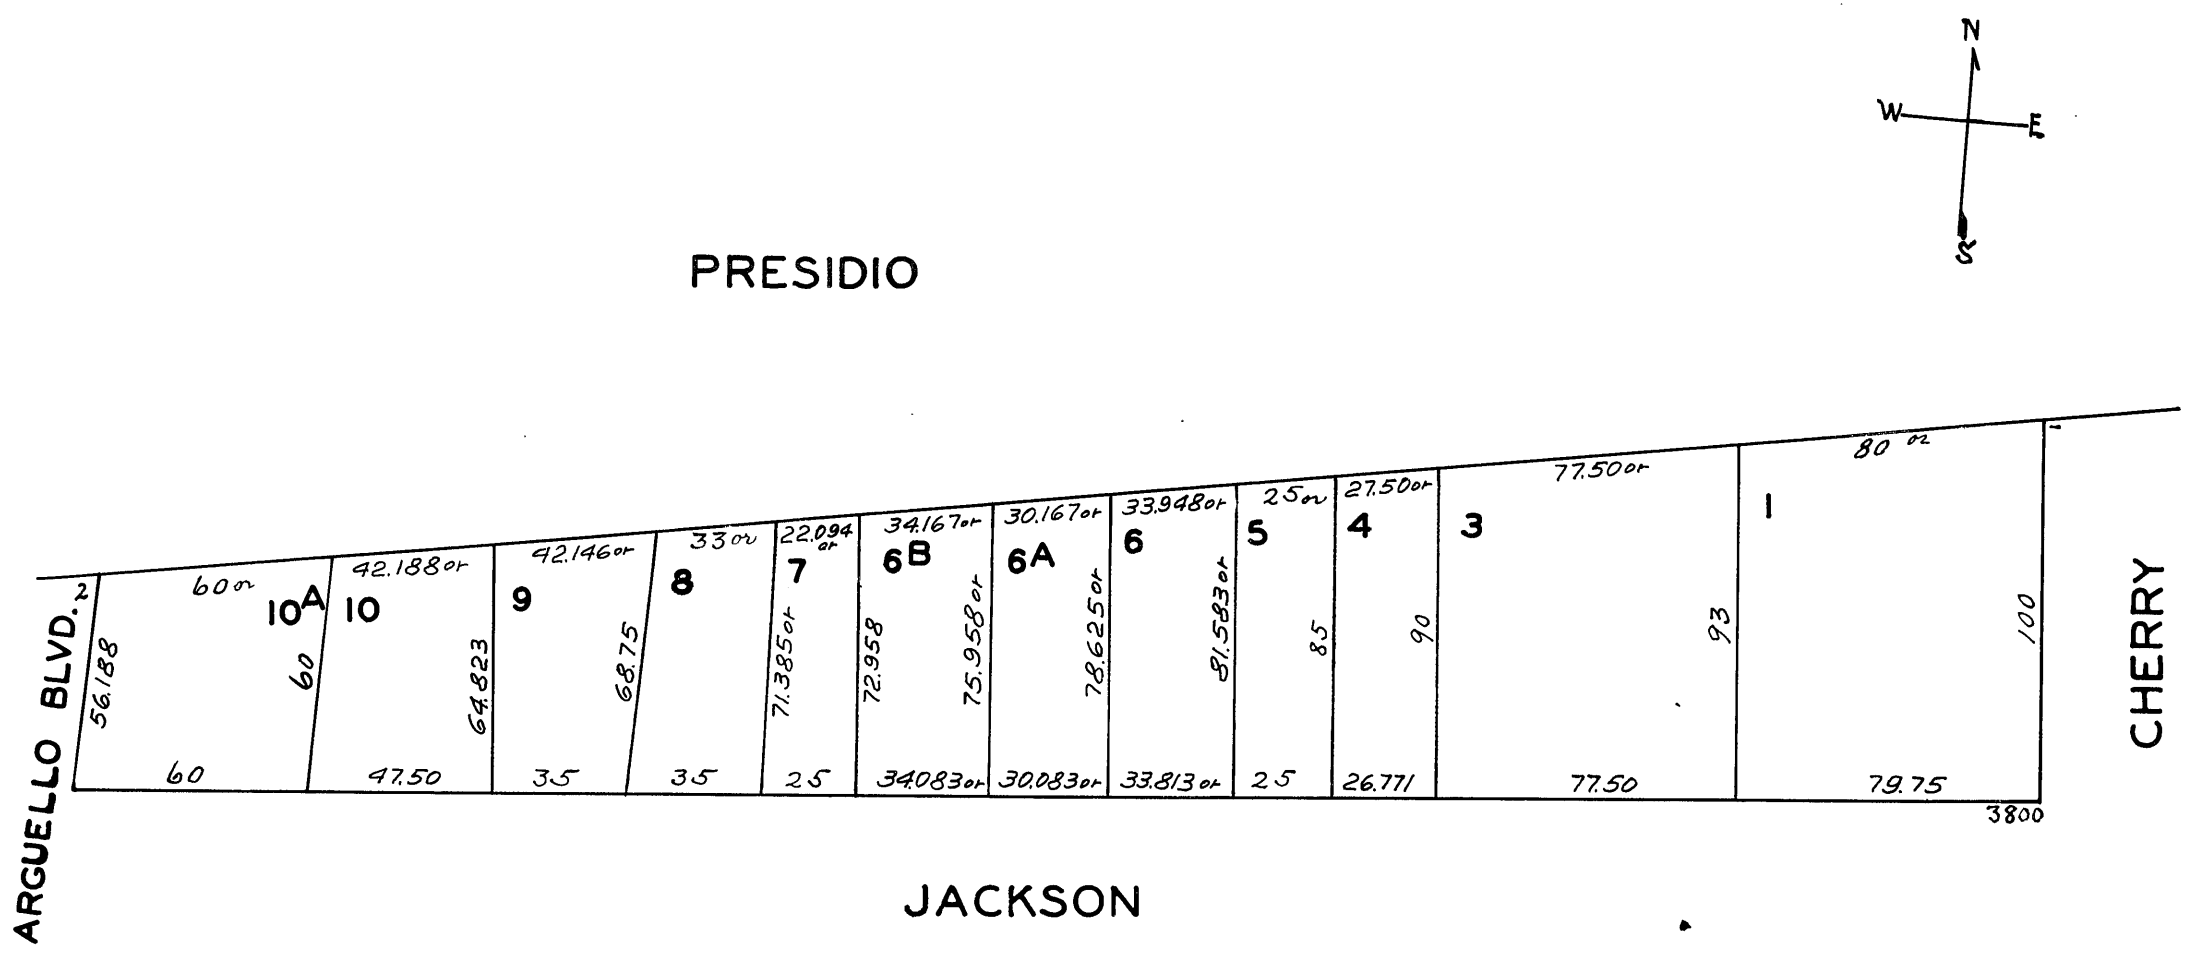 N
W E
S
PRESIDIO
80 or
77.50 or
27.50 or
25 or
33.948 or
30.167 or
34.167 or
22.094 or
33 or
42.146 or
42.188 or
60 or
2
10A
10
9
8
7
6B
6A
6
5
4
3
1
56.188
60
64.823
68.75
71.385 or
72.958
75.958 or
78.625 or
81.583 or
85
90
93
100
60
47.50
35
35
25
34.083 or
30.083 or
33.813 or
25
26.771
77.50
79.75
3800
ARGUELLO BLVD.
CHERRY
JACKSON